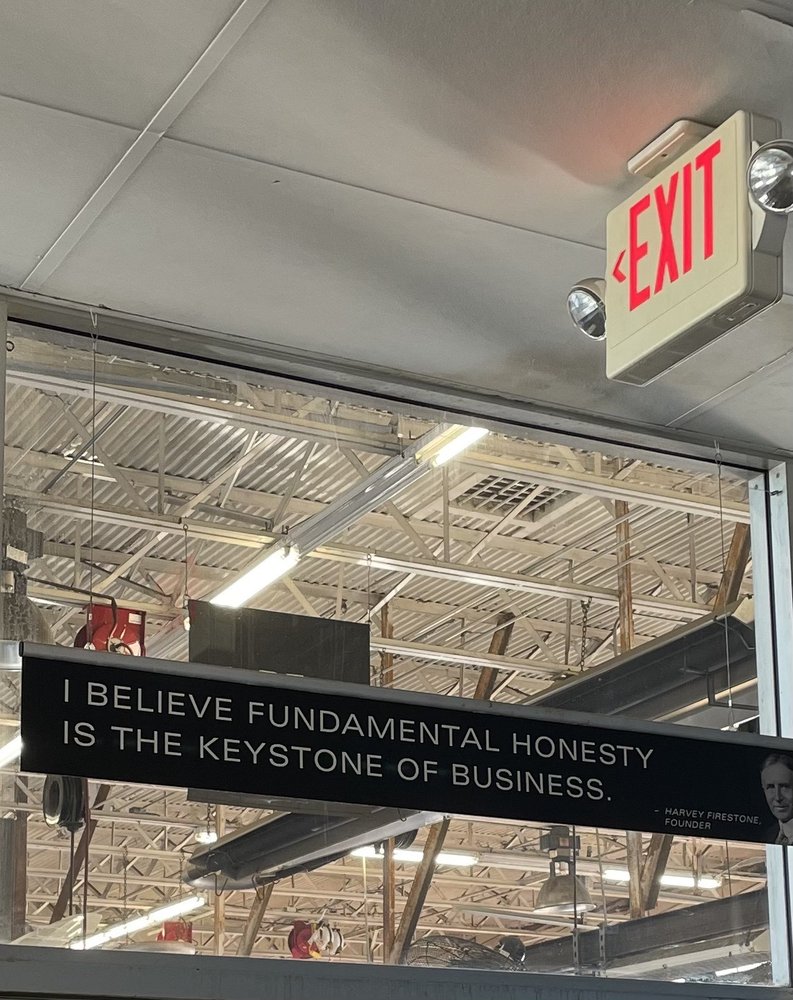 <EXIT
I BELIEVE FUNDAMENTAL HONESTY
IS THE KEYSTONE OF BUSINESS.
- HARVEY FIRESTONE,
FOUNDER